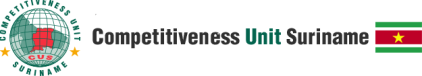 COMPETITIVENESS UNIT
CUS
SURINAME
Competitiveness Unit Suriname